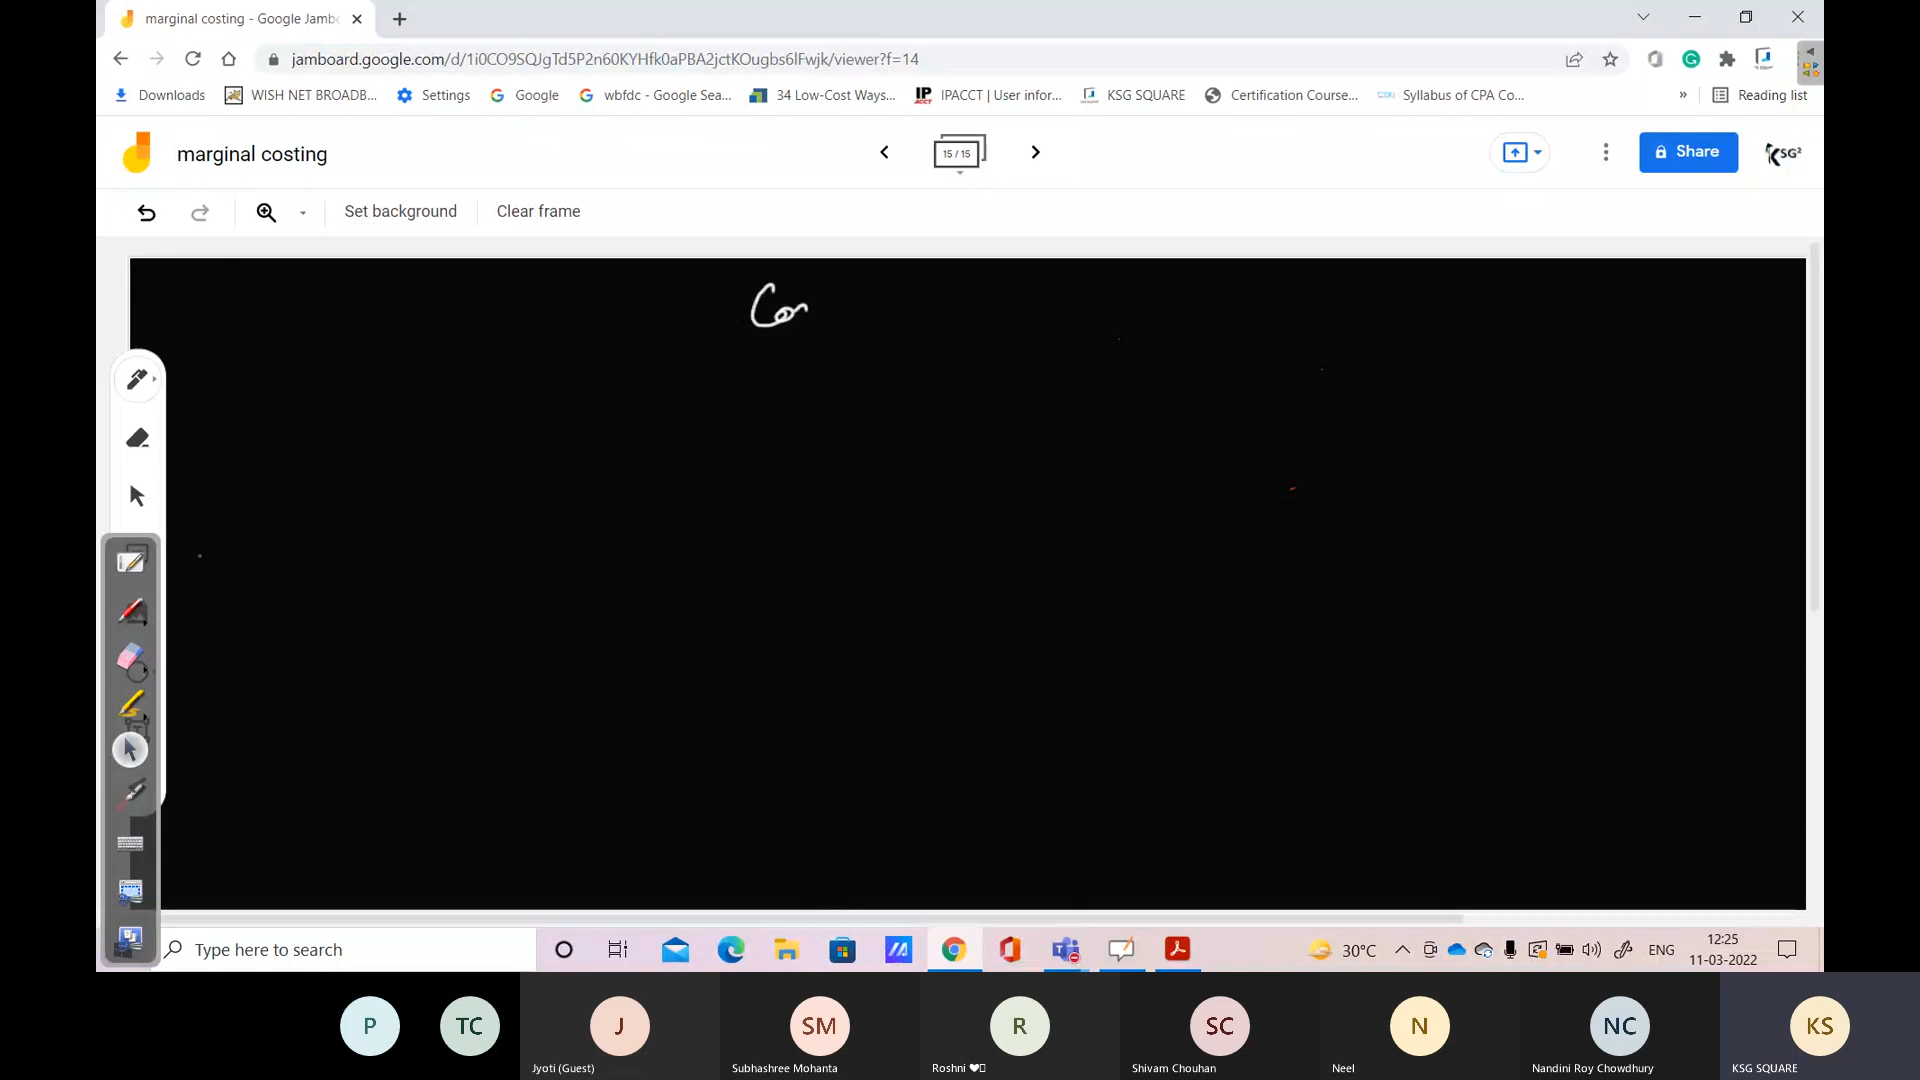 marginal costing - Google Jambo
jamboard.google.com/d/1i0CO9SQJgTd5P2n60KYHfk0aPBA2jctKOugbs6lFwjk/viewer?f=14
Downloads WISH NET BROADB... Settings Google wbfdc - Google Sea... 34 Low-Cost Ways... IPACCT | User infor... KSG SQUARE Certification Course... Syllabus of CPA Co... » Reading list
marginal costing 15 / 15 Share KSG²
Set background Clear frame
Con
Type here to search 30°C ENG 12:25
11-03-2022
P TC J SM R SC N NC KS
Jyoti (Guest) Subhashree Mohanta Roshni Shivam Chouhan Neel Nandini Roy Chowdhury KSG SQUARE